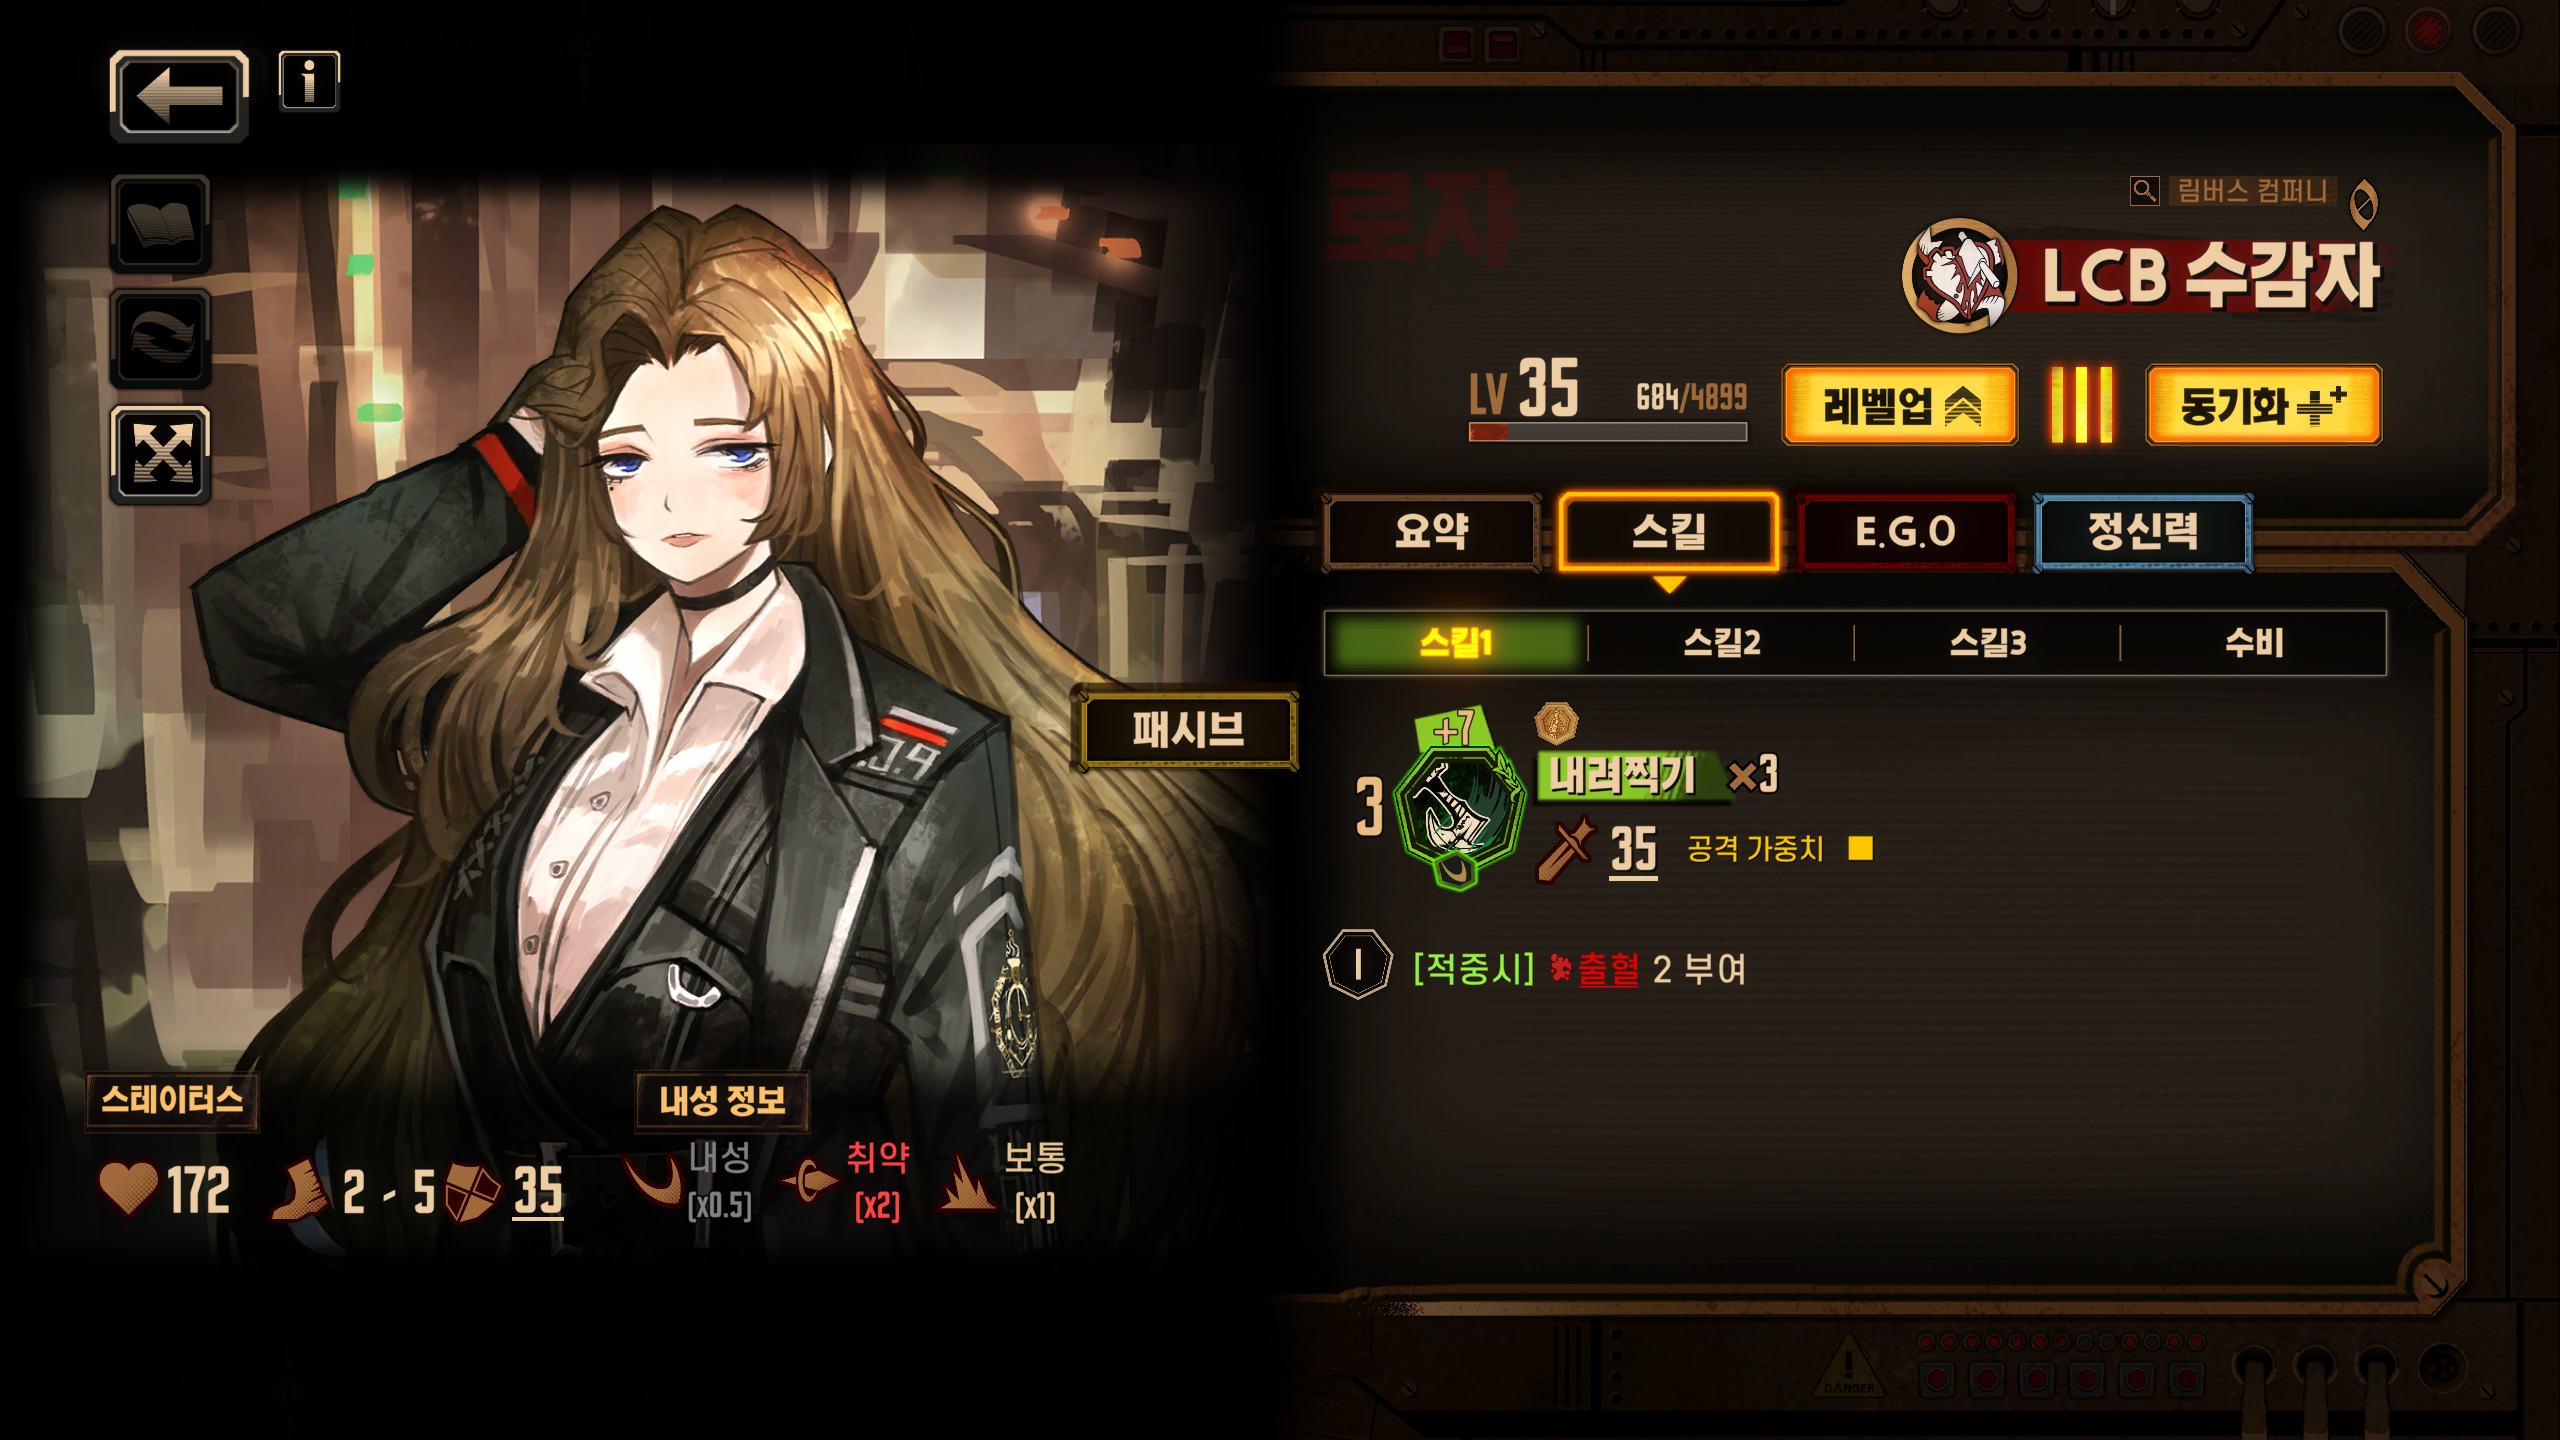 로쟈
림버스 컴퍼니
LCB 수감자
LV 35
684/4899
레벨업
동기화
요약
스킬
E.G.O
정신력
스킬1
스킬2
스킬3
수비
패시브
+7
3
내려찍기 ×3
35 공격 가중치
I [적중시] 출혈 2 부여
스테이터스
172
2 - 5
35
내성 정보
내성
[x0.5]
취약
[x2]
보통
[x1]
DANGER